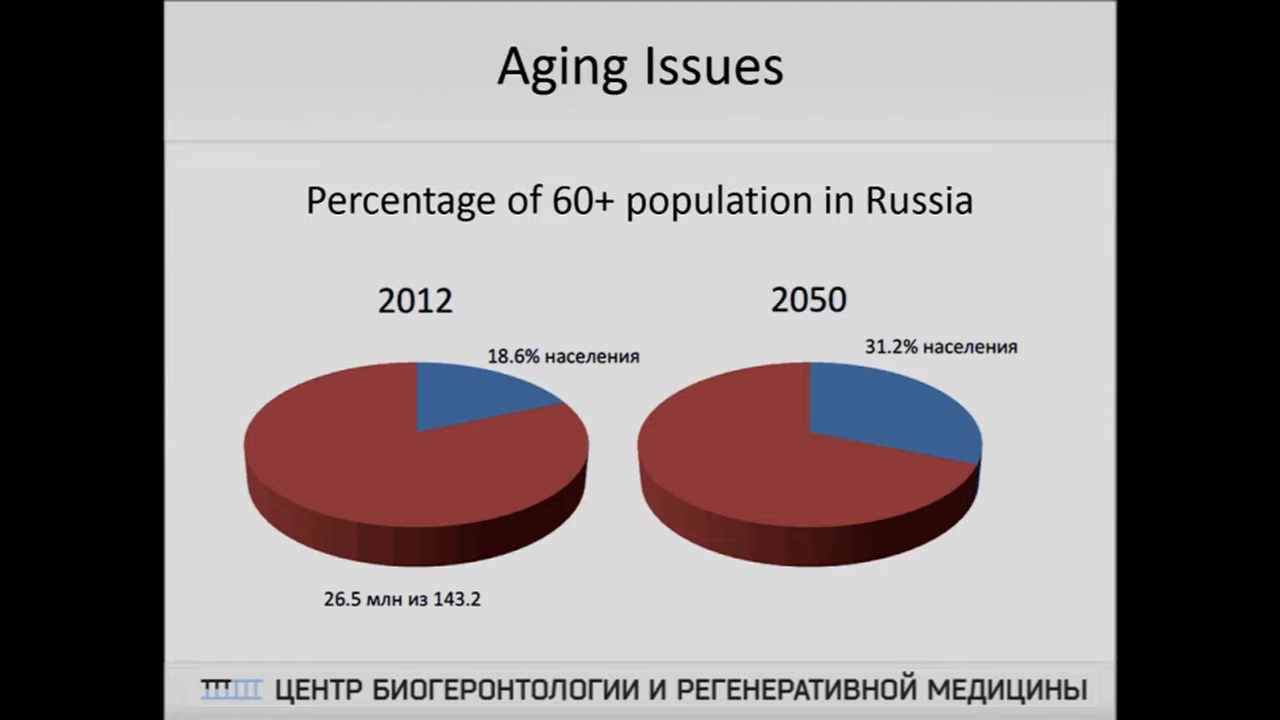 Aging Issues
Percentage of 60+ population in Russia
2012
2050
18.6% населения
31.2% населения
26.5 млн из 143.2
ЦЕНТР БИОГЕРОНТОЛОГИИ И РЕГЕНЕРАТИВНОЙ МЕДИЦИНЫ